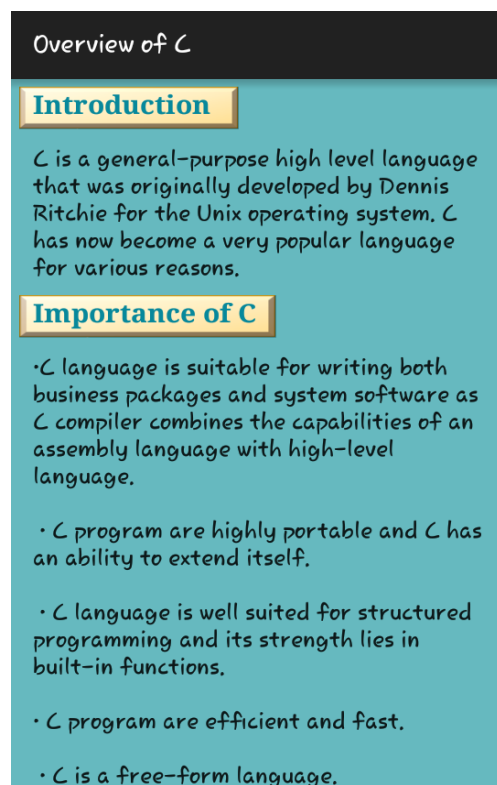 Overview of C
Introduction
C is a general-purpose high level language
that was originally developed by Dennis
Ritchie for the Unix operating system. C
has now become a very popular language
for various reasons.
Importance of C
•C language is suitable for writing both
business packages and system software as
C compiler combines the capabilities of an
assembly language with high-level
language.
• C program are highly portable and C has
an ability to extend itself.
• C language is well suited for structured
programming and its strength lies in
built-in functions.
• C program are efficient and fast.
• C is a free-form language.